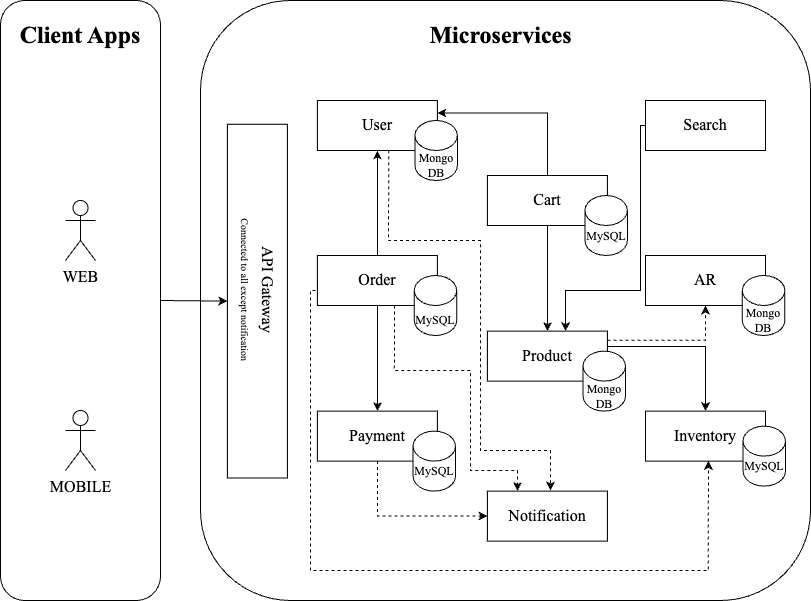 Client Apps
Microservices
WEB
MOBILE
API Gateway
Connected to all except notification
User
Mongo
DB
Search
Cart
MySQL
Order
MySQL
AR
Mongo
DB
Product
Mongo
DB
Payment
MySQL
Inventory
MySQL
Notification